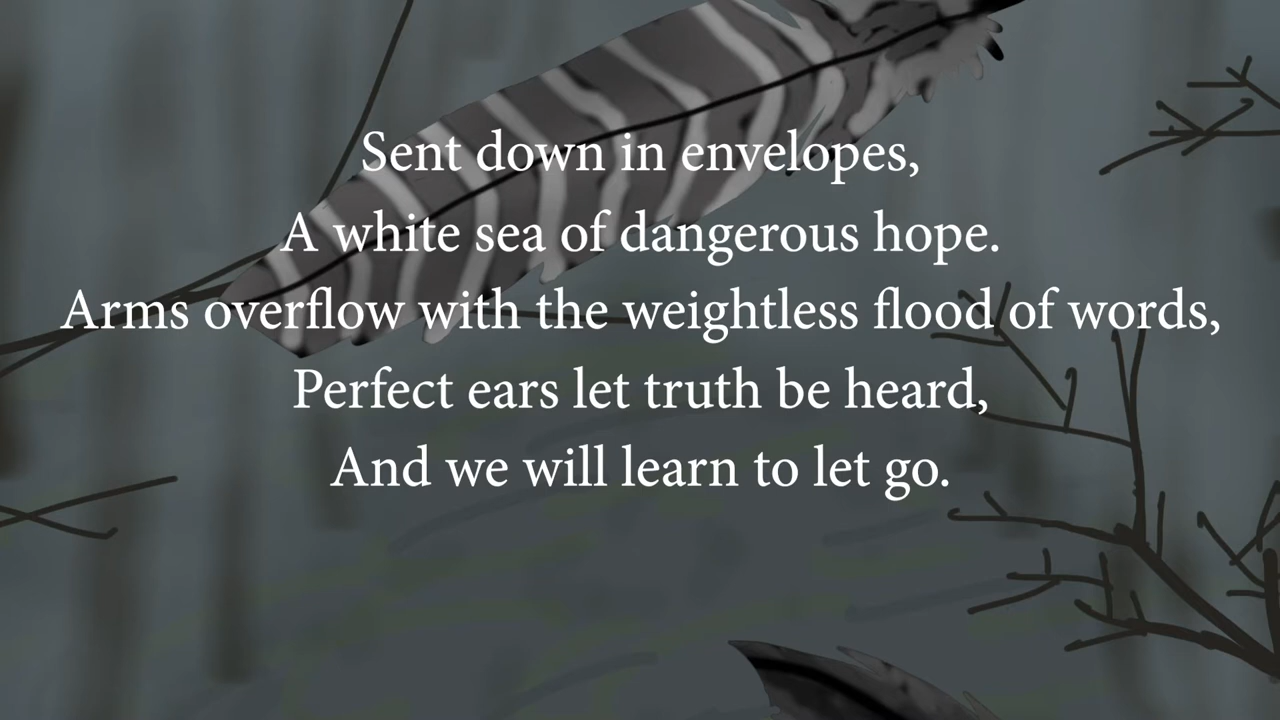 Sent down in envelopes,
A white sea of dangerous hope.
Arms overflow with the weightless flood of words,
Perfect ears let truth be heard,
And we will learn to let go.